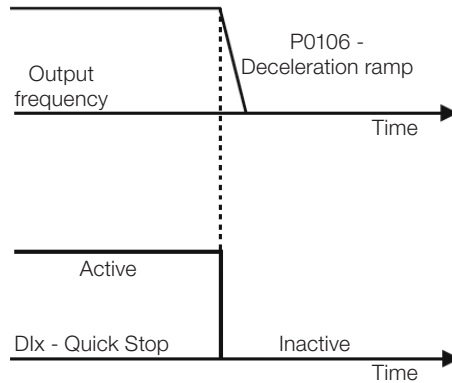 P0106 -
Deceleration ramp
Output
frequency
Time
Active
DIx - Quick Stop
Inactive
Time